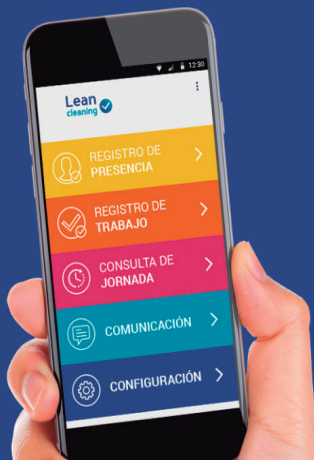 12:30
Lean
cleaning
REGISTRO DE
PRESENCIA
REGISTRO DE
TRABAJO
CONSULTA DE
JORNADA
COMUNICACIÓN
CONFIGURACIÓN